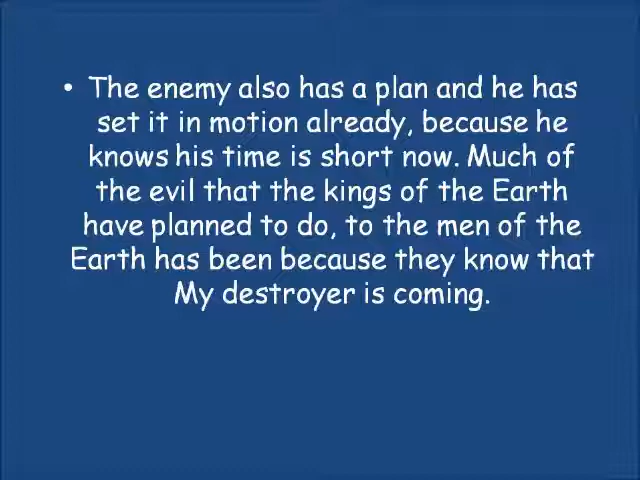 • The enemy also has a plan and he has
set it in motion already, because he
knows his time is short now. Much of
the evil that the kings of the Earth
have planned to do, to the men of the
Earth has been because they know that
My destroyer is coming.